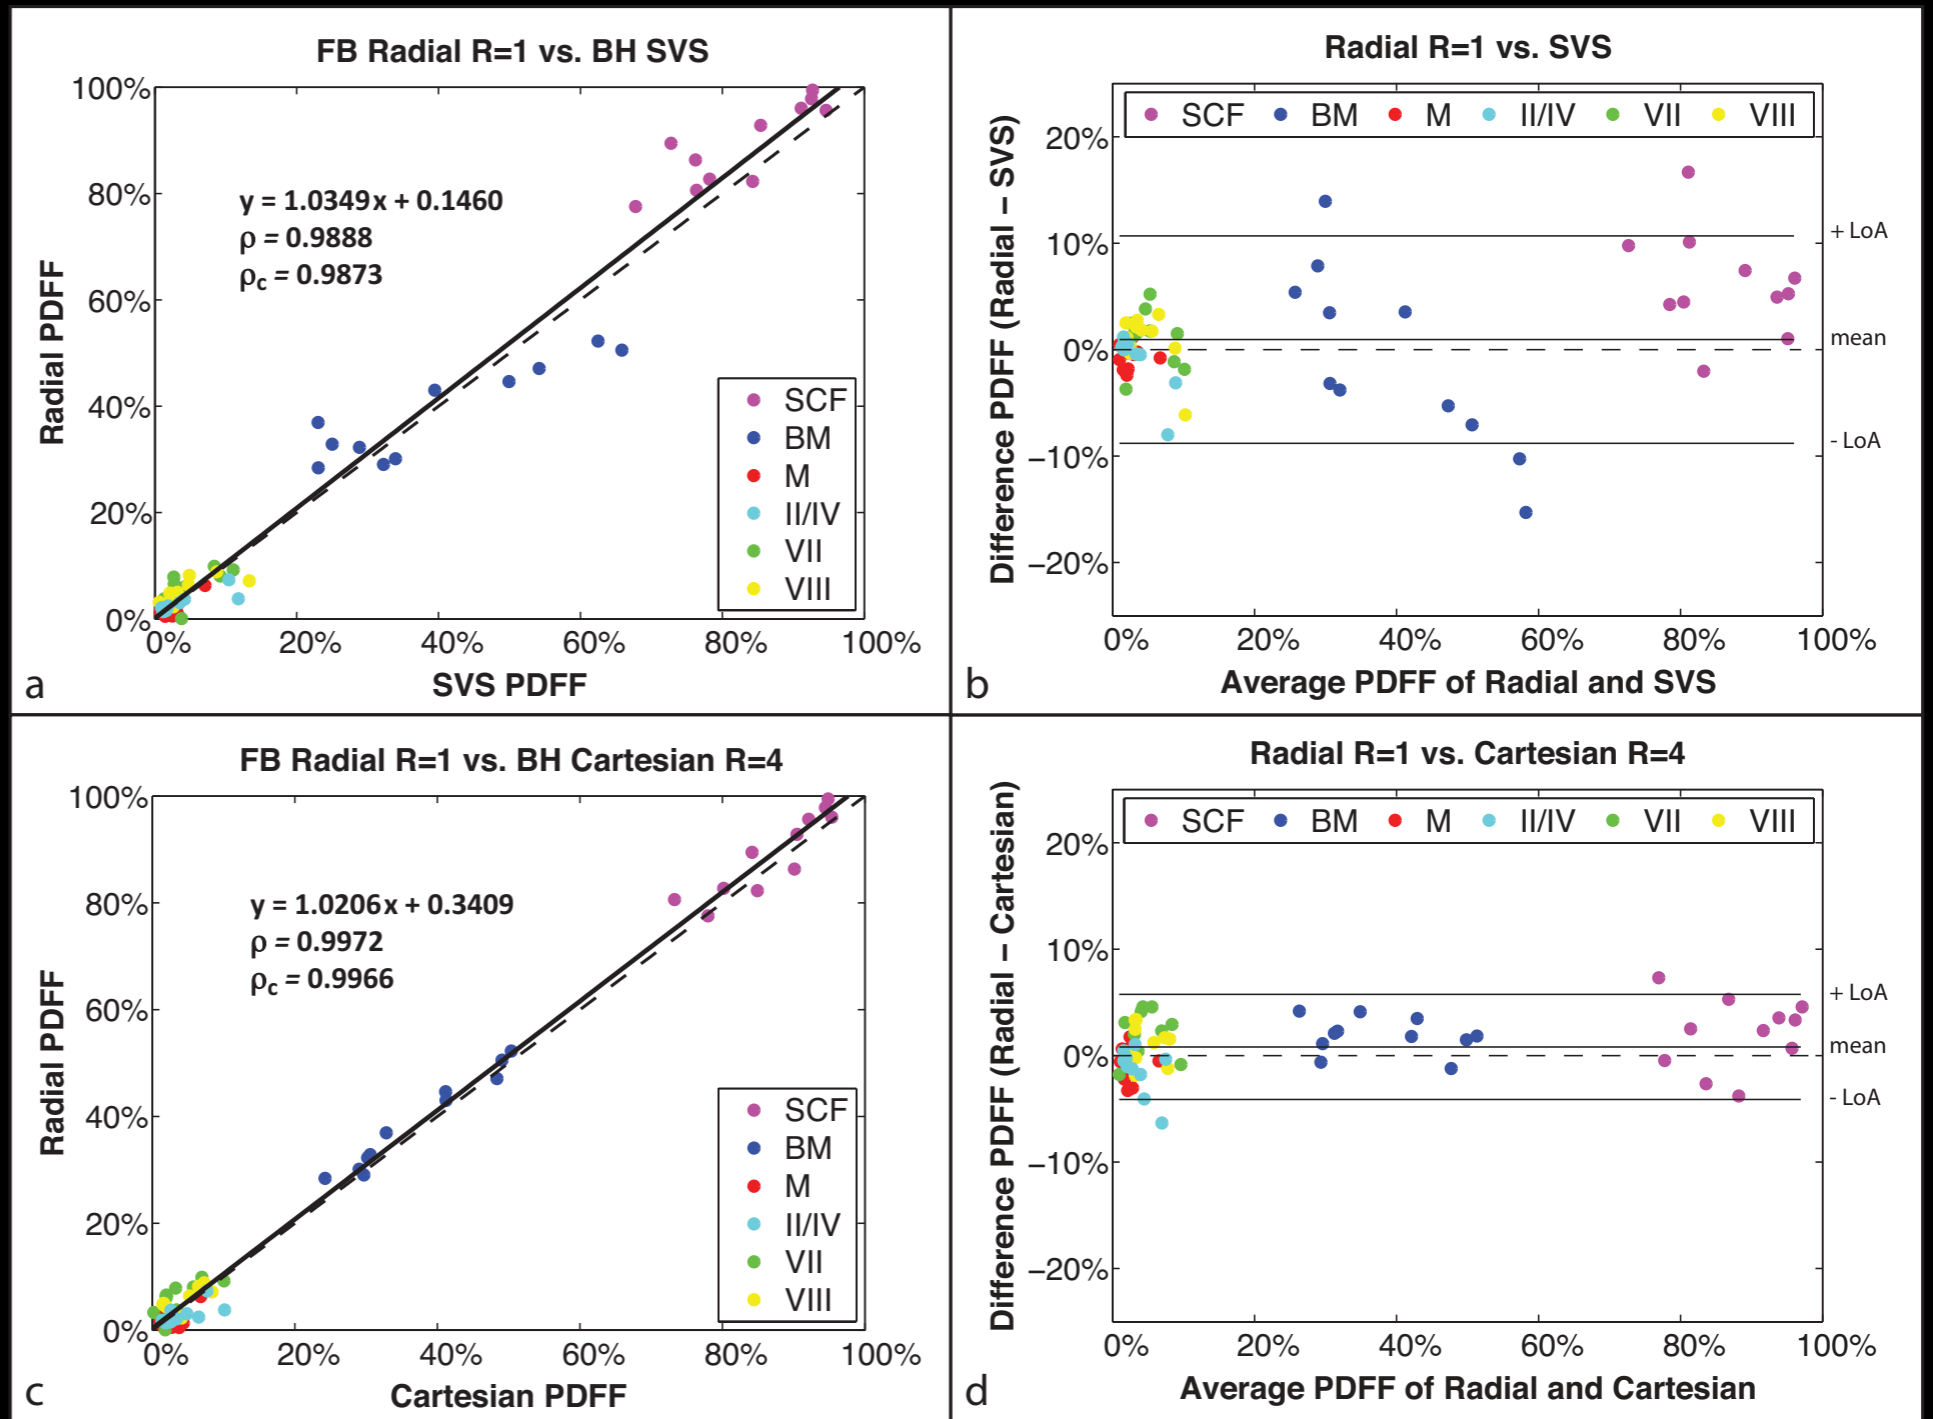 FB Radial R=1 vs. BH SVS
100%
80%
60%
40%
20%
0%
Radial PDFF
y = 1.0349x + 0.1460
ρ = 0.9888
ρc = 0.9873
SCF
BM
M
II/IV
VII
VIII
0% 20% 40% 60% 80% 100%
SVS PDFF
a
Radial R=1 vs. SVS
SCF BM M II/IV VII VIII
20%
10%
0%
−10%
−20%
Difference PDFF (Radial − SVS)
+ LoA
mean
- LoA
0% 20% 40% 60% 80% 100%
Average PDFF of Radial and SVS
b
FB Radial R=1 vs. BH Cartesian R=4
100%
80%
60%
40%
20%
0%
Radial PDFF
y = 1.0206x + 0.3409
ρ = 0.9972
ρc = 0.9966
SCF
BM
M
II/IV
VII
VIII
0% 20% 40% 60% 80% 100%
Cartesian PDFF
c
Radial R=1 vs. Cartesian R=4
SCF BM M II/IV VII VIII
20%
10%
0%
−10%
−20%
Difference PDFF (Radial − Cartesian)
+ LoA
mean
- LoA
0% 20% 40% 60% 80% 100%
Average PDFF of Radial and Cartesian
d